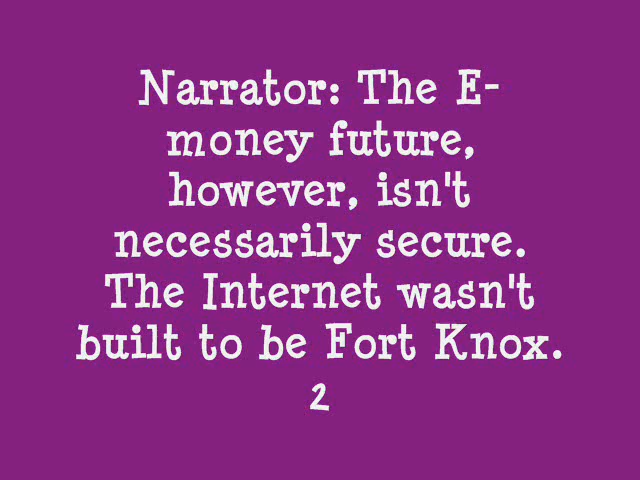 Narrator: The E-
money future,
however, isn't
necessarily secure.
The Internet wasn't
built to be Fort Knox.
2